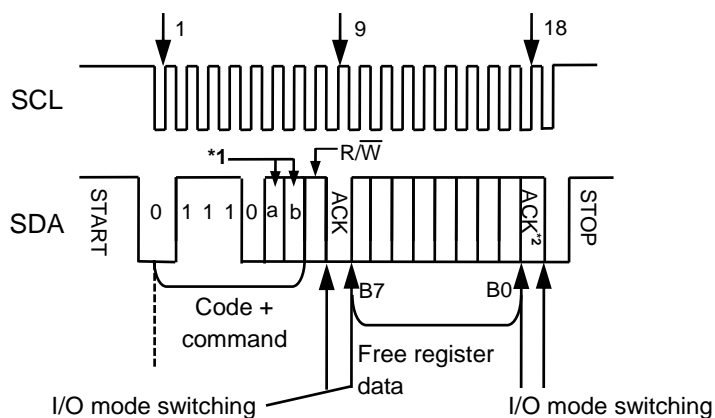 1 9 18
SCL
*1 R/W̅
SDA START 0 1 1 1 0 a b ACK ACK*2 STOP
B7 B0
Code +
command
Free register
data
I/O mode switching I/O mode switching